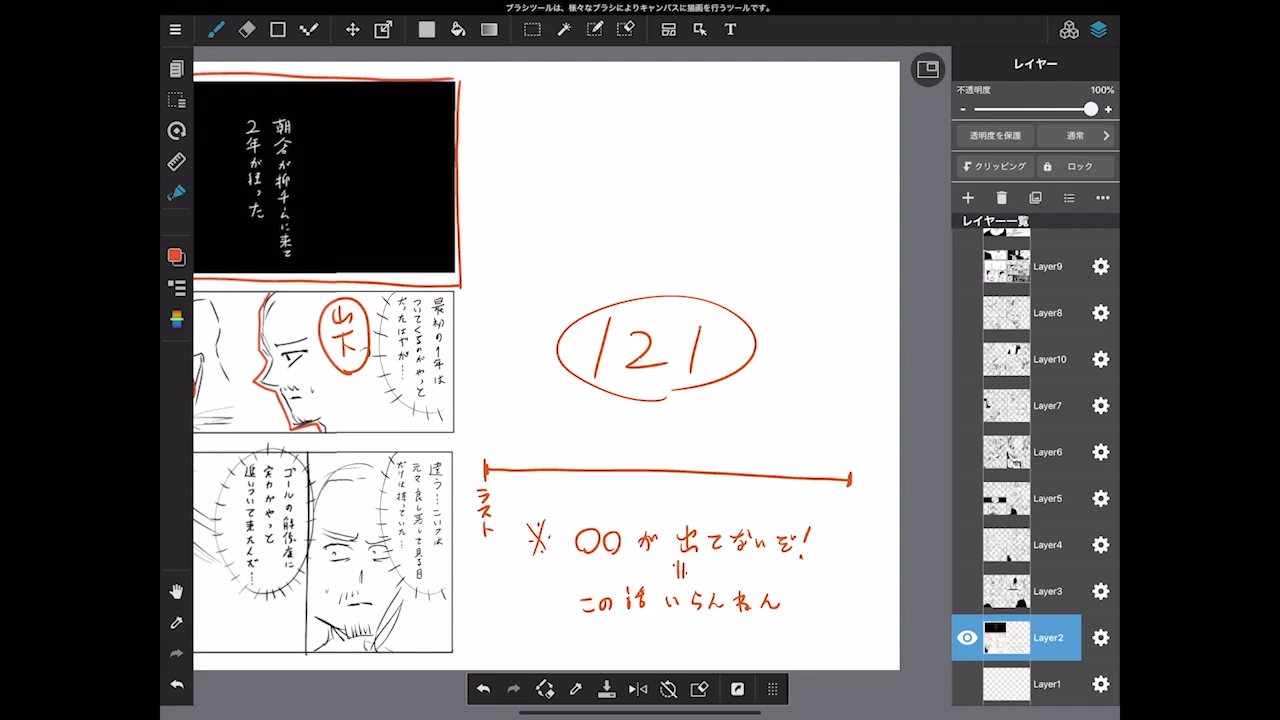 ブラシツールは、様々なブラシによりキャンバスに描画を行うツールです。
T
レイヤー
不透明度
100%
-
+
透明度を保護
通常
クリッピング
ロック
レイヤー一覧
Layer9
Layer8
Layer10
Layer7
Layer6
Layer5
Layer4
Layer3
Layer2
Layer1
朝倉が柳チームに来て
2年が経った
最初の1年は
ついてくるのがやっと
だったはずが…
山下
違う…こいつは
元々良し悪しを見る目
だけは持っていた…
ゴールの解像度に
実力がやっと
追いついて来たんだ…
121
ラスト
※ 〇〇が出てないぞ!
=
この話いらんねん